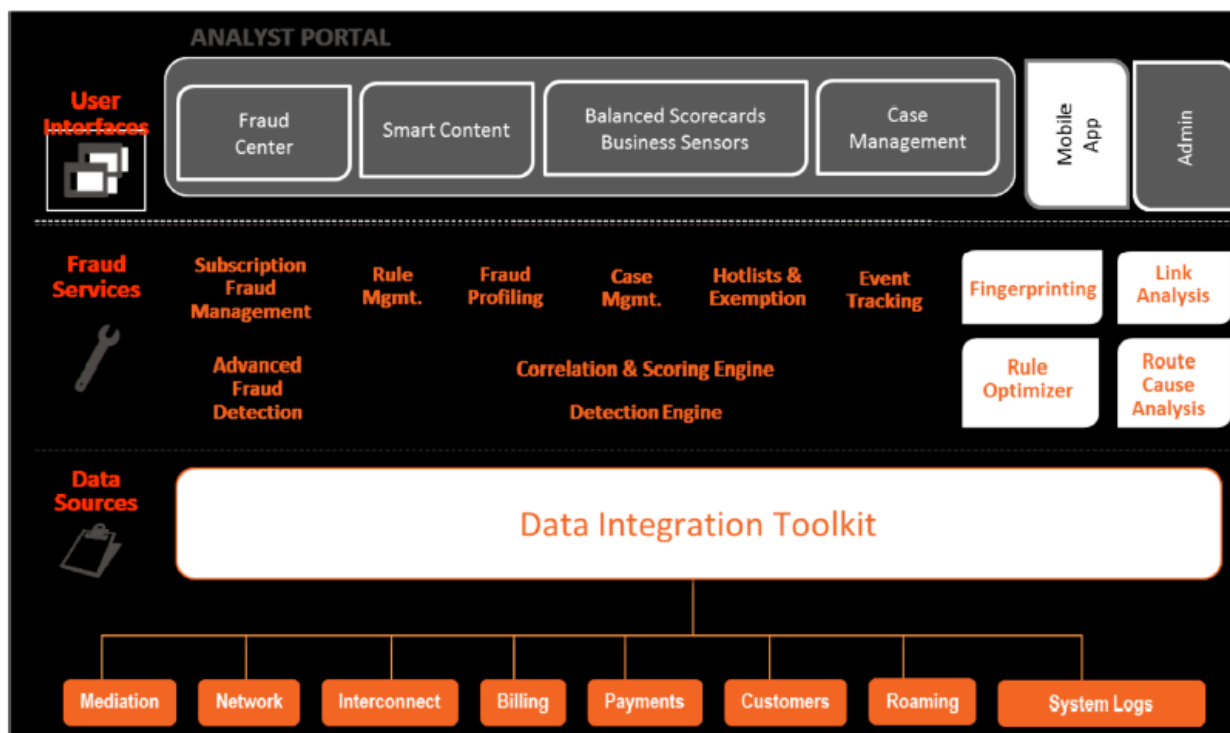 ANALYST PORTAL
User
Interfaces
Fraud
Center
Smart Content
Balanced Scorecards
Business Sensors
Case
Management
Mobile
App
Admin
Fraud
Services
Subscription
Fraud
Management
Rule
Mgmt.
Fraud
Profiling
Case
Mgmt.
Hotlists &
Exemption
Event
Tracking
Fingerprinting
Link
Analysis
Advanced
Fraud
Detection
Correlation & Scoring Engine
Detection Engine
Rule
Optimizer
Route
Cause
Analysis
Data
Sources
Data Integration Toolkit
Mediation
Network
Interconnect
Billing
Payments
Customers
Roaming
System Logs